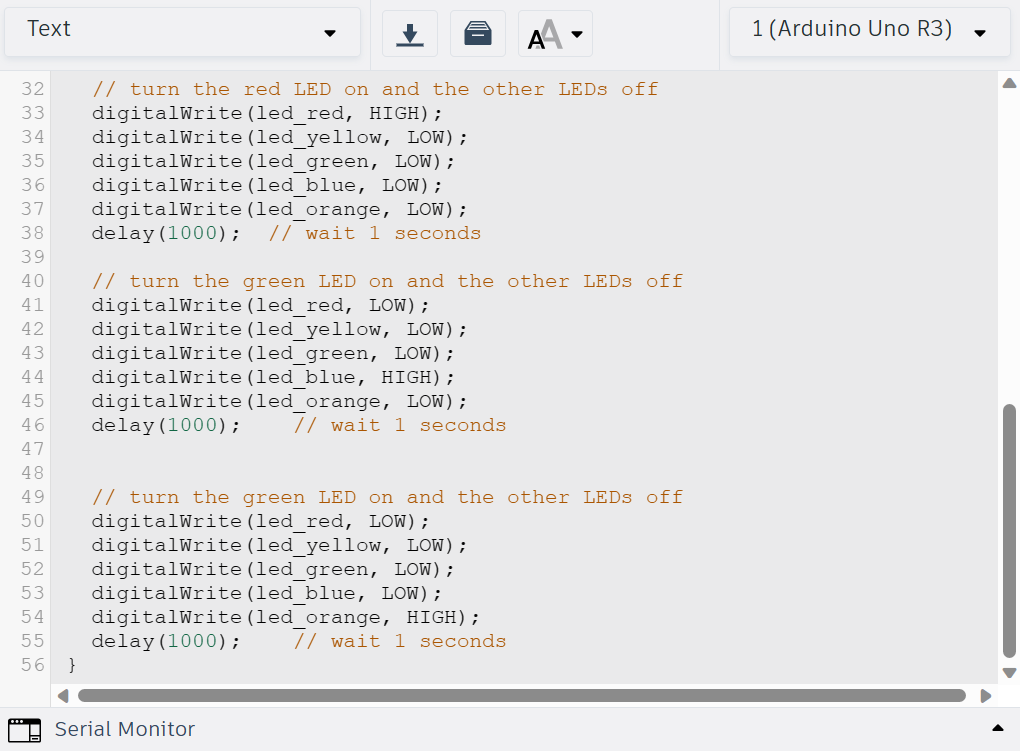 Text
1 (Arduino Uno R3)
32 // turn the red LED on and the other LEDs off
33 digitalWrite(led_red, HIGH);
34 digitalWrite(led_yellow, LOW);
35 digitalWrite(led_green, LOW);
36 digitalWrite(led_blue, LOW);
37 digitalWrite(led_orange, LOW);
38 delay(1000);  // wait 1 seconds
39
40 // turn the green LED on and the other LEDs off
41 digitalWrite(led_red, LOW);
42 digitalWrite(led_yellow, LOW);
43 digitalWrite(led_green, LOW);
44 digitalWrite(led_blue, HIGH);
45 digitalWrite(led_orange, LOW);
46 delay(1000);    // wait 1 seconds
47
48
49 // turn the green LED on and the other LEDs off
50 digitalWrite(led_red, LOW);
51 digitalWrite(led_yellow, LOW);
52 digitalWrite(led_green, LOW);
53 digitalWrite(led_blue, LOW);
54 digitalWrite(led_orange, HIGH);
55 delay(1000);    // wait 1 seconds
56 }
Serial Monitor